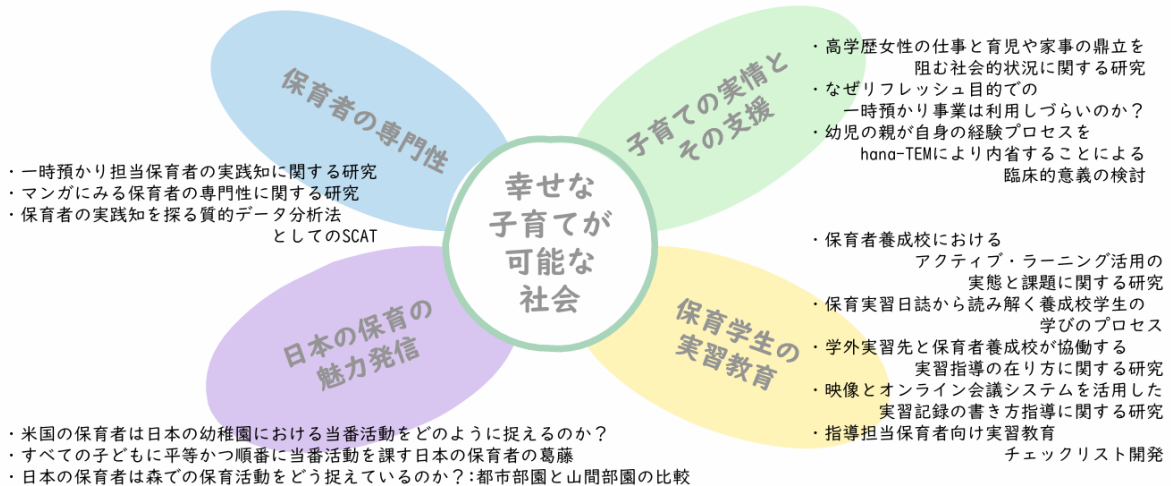 保育者の専門性
・一時預かり担当保育者の実践知に関する研究
・マンガにみる保育者の専門性に関する研究
・保育者の実践知を探る質的データ分析法
としてのSCAT
子育ての実情と
その支援
・高学歴女性の仕事と育児や家事の鼎立を
阻む社会的状況に関する研究
・なぜリフレッシュ目的での
一時預かり事業は利用しづらいのか？
・幼児の親が自身の経験プロセスを
hana-TEMにより内省することによる
臨床的意義の検討
幸せな
子育てが
可能な
社会
日本の保育の
魅力発信
・米国の保育者は日本の幼稚園における当番活動をどのように捉えるのか？
・すべての子どもに平等かつ順番に当番活動を課す日本の保育者の葛藤
・日本の保育者は森での保育活動をどう捉えているのか？:都市部園と山間部園の比較
保育学生の
実習教育
・保育者養成校における
アクティブ・ラーニング活用の
実態と課題に関する研究
・保育実習日誌から読み解く養成校学生の
学びのプロセス
・学外実習先と保育者養成校が協働する
実習指導の在り方に関する研究
・映像とオンライン会議システムを活用した
実習記録の書き方指導に関する研究
・指導担当保育者向け実習教育
チェックリスト開発